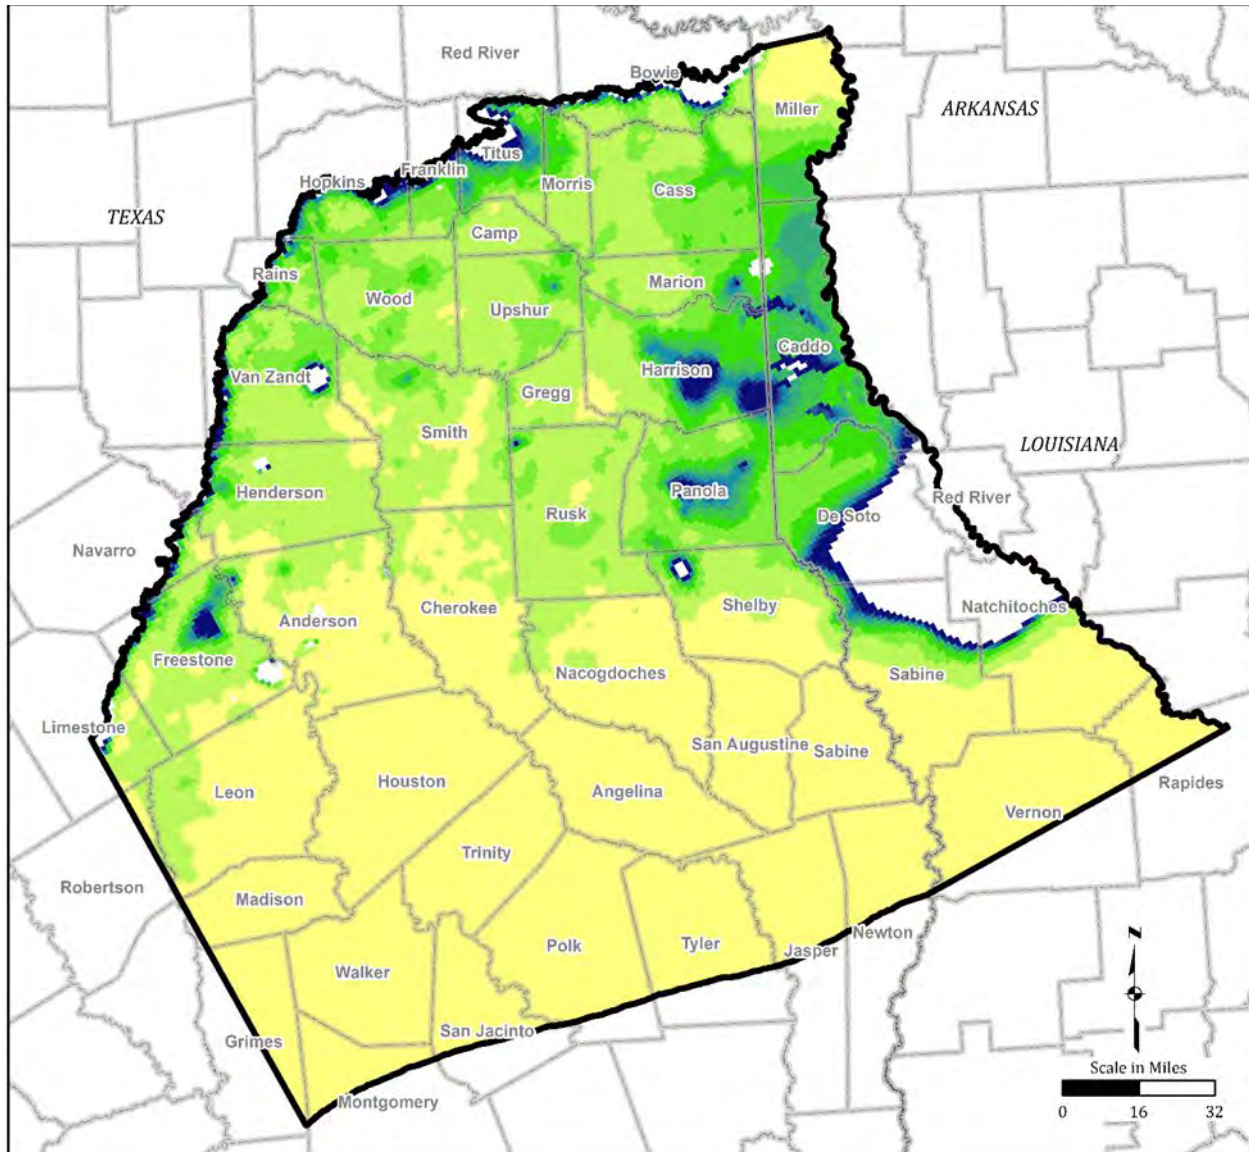 Red River
Bowie
ARKANSAS
Miller
Titus
Franklin
Hopkins
Morris
Cass
TEXAS
Camp
Rains
Marion
Wood
Upshur
Caddo
Van Zandt
Harrison
Gregg
Smith
LOUISIANA
Henderson
Panola
Red River
Rusk
De Soto
Navarro
Shelby
Natchitoches
Cherokee
Anderson
Freestone
Nacogdoches
Sabine
Limestone
San Augustine
Sabine
Houston
Rapides
Leon
Angelina
Vernon
Trinity
Robertson
Madison
Newton
Z
Polk
Tyler
Jasper
Walker
San Jacinto
Grimes
Scale in Miles
Montgomery
0 16 32